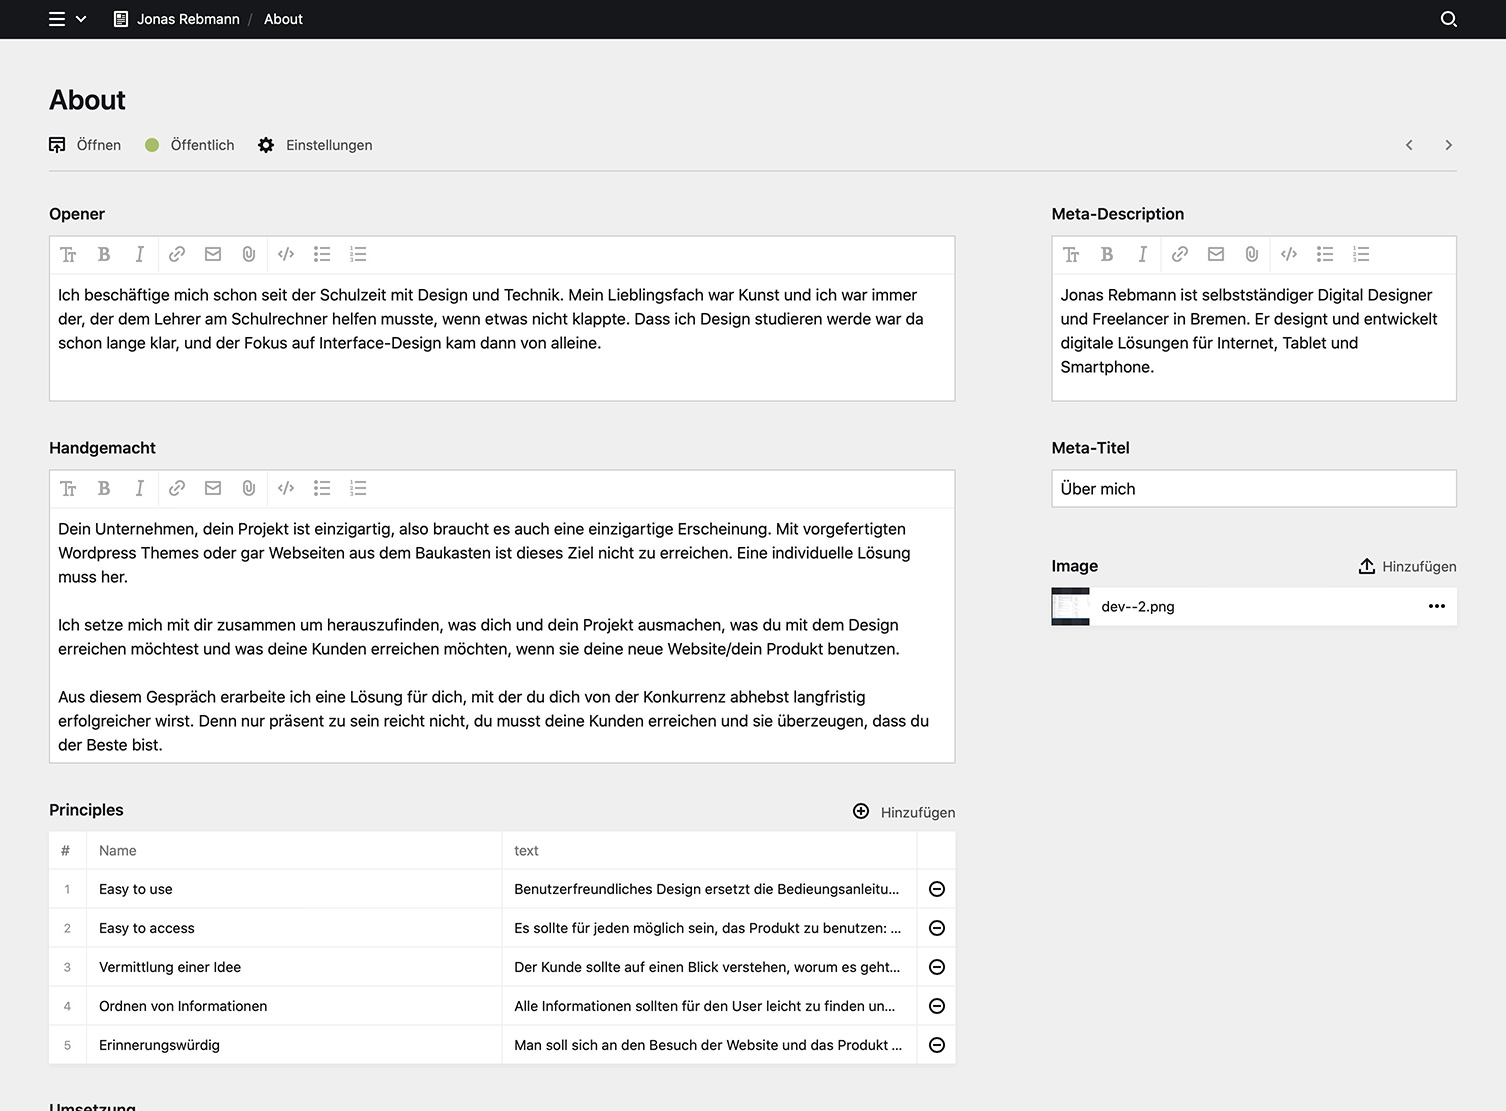 Jonas Rebmann / About
About
Öffnen Öffentlich Einstellungen
Opener
Ich beschäftige mich schon seit der Schulzeit mit Design und Technik. Mein Lieblingsfach war Kunst und ich war immer
der, der dem Lehrer am Schulrechner helfen musste, wenn etwas nicht klappte. Dass ich Design studieren werde war da
schon lange klar, und der Fokus auf Interface-Design kam dann von alleine.
Handgemacht
Dein Unternehmen, dein Projekt ist einzigartig, also braucht es auch eine einzigartige Erscheinung. Mit vorgefertigten
Wordpress Themes oder gar Webseiten aus dem Baukasten ist dieses Ziel nicht zu erreichen. Eine individuelle Lösung
muss her.
Ich setze mich mit dir zusammen um herauszufinden, was dich und dein Projekt ausmachen, was du mit dem Design
erreichen möchtest und was deine Kunden erreichen möchten, wenn sie deine neue Website/dein Produkt benutzen.
Aus diesem Gespräch erarbeite ich eine Lösung für dich, mit der du dich von der Konkurrenz abhebst langfristig
erfolgreicher wirst. Denn nur präsent zu sein reicht nicht, du musst deine Kunden erreichen und sie überzeugen, dass du
der Beste bist.
Principles
Hinzufügen
# Name text
1 Easy to use Benutzerfreundliches Design ersetzt die Bedieungsanleitu...
2 Easy to access Es sollte für jeden möglich sein, das Produkt zu benutzen: ...
3 Vermittlung einer Idee Der Kunde sollte auf einen Blick verstehen, worum es geht...
4 Ordnen von Informationen Alle Informationen sollten für den User leicht zu finden un...
5 Erinnerungswürdig Man soll sich an den Besuch der Website und das Produkt ...
Umsetzung
Meta-Description
Jonas Rebmann ist selbstständiger Digital Designer
und Freelancer in Bremen. Er designt und entwickelt
digitale Lösungen für Internet, Tablet und
Smartphone.
Meta-Titel
Über mich
Image
Hinzufügen
dev--2.png